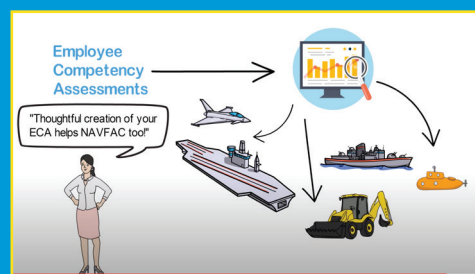 Employee
Competency
Assessments
"Thoughtful creation of your
ECA helps NAVFAC too!"